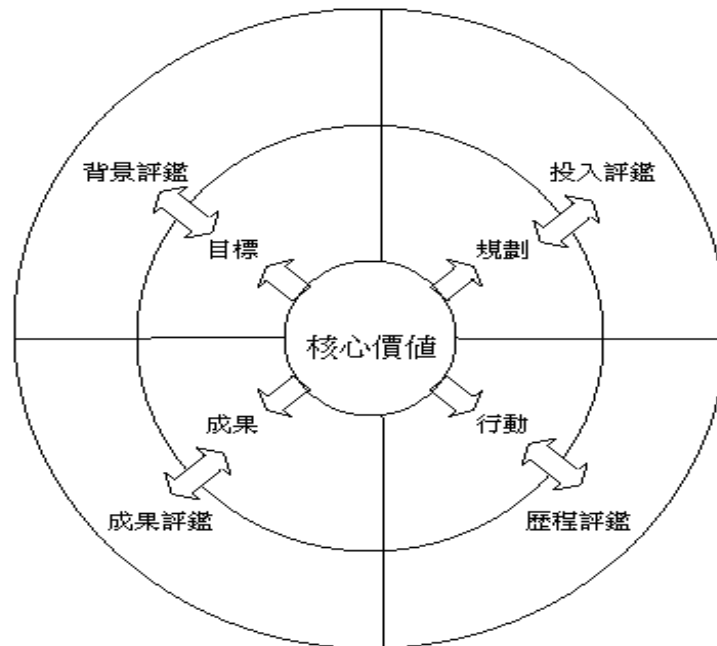 背景評鑑
投入評鑑
目標
規劃
核心價值
成果
行動
成果評鑑
歷程評鑑